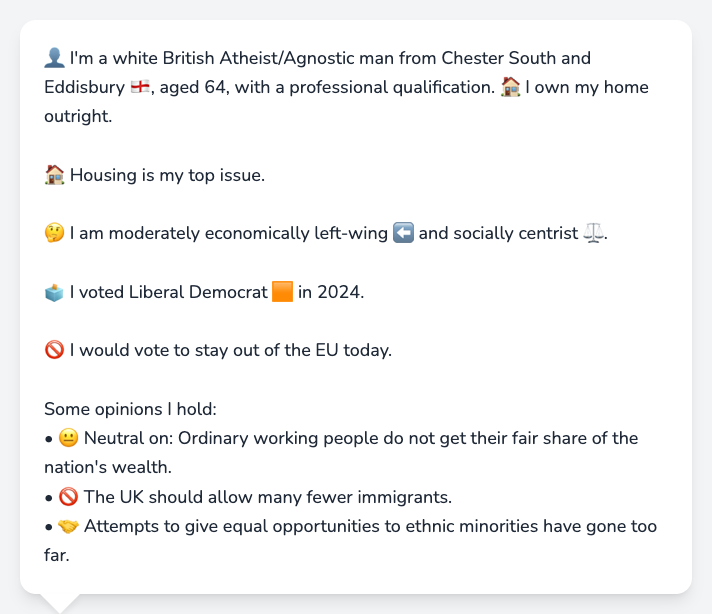 👤 I'm a white British Atheist/Agnostic man from Chester South and
Eddisbury 🏴󠁧󠁢󠁥󠁮󠁧󠁿, aged 64, with a professional qualification. 🏠 I own my home
outright.
🏠 Housing is my top issue.
🤔 I am moderately economically left-wing ⬅️ and socially centrist ⚖️.
🗳️ I voted Liberal Democrat 🟧 in 2024.
🚫 I would vote to stay out of the EU today.
Some opinions I hold:
• 😐 Neutral on: Ordinary working people do not get their fair share of the
nation's wealth.
• 🚫 The UK should allow many fewer immigrants.
• 🤝 Attempts to give equal opportunities to ethnic minorities have gone too
far.